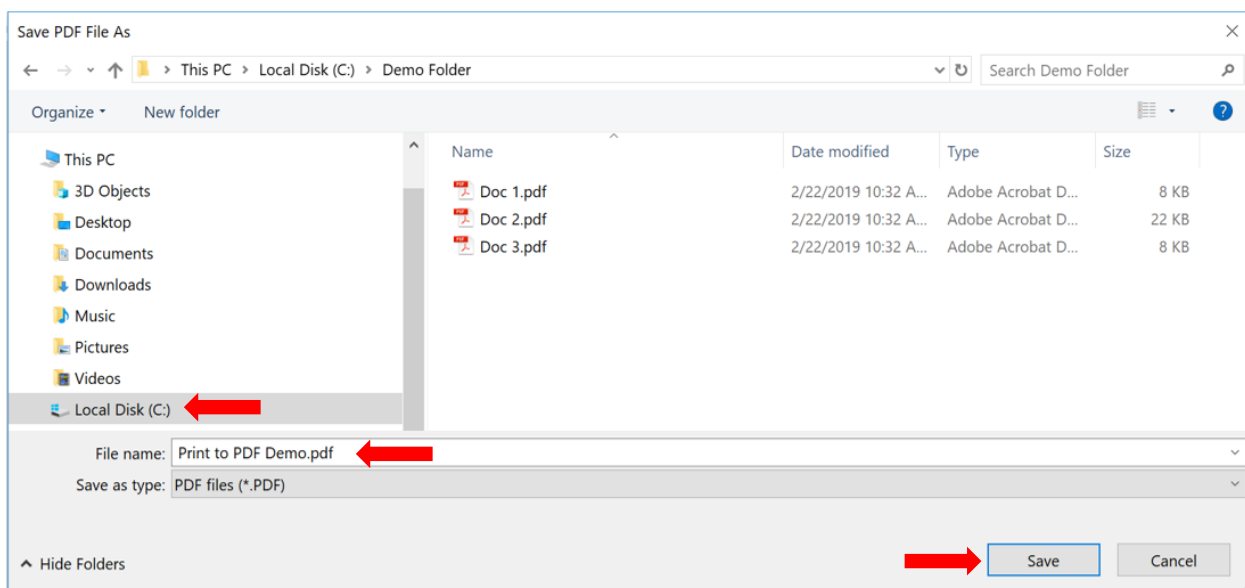 Save PDF File As
This PC > Local Disk (C:) > Demo Folder
Search Demo Folder
Organize New folder
Name Date modified Type Size
This PC
3D Objects
Desktop
Documents
Downloads
Music
Pictures
Videos
Local Disk (C:)
Doc 1.pdf 2/22/2019 10:32 A... Adobe Acrobat D... 8 KB
Doc 2.pdf 2/22/2019 10:32 A... Adobe Acrobat D... 22 KB
Doc 3.pdf 2/22/2019 10:32 A... Adobe Acrobat D... 8 KB
File name: Print to PDF Demo.pdf
Save as type: PDF files (*.PDF)
Hide Folders
Save Cancel